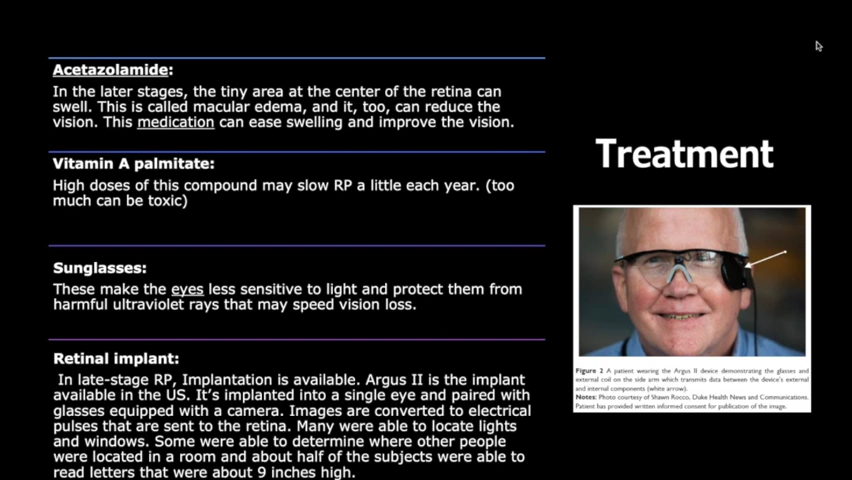 Acetazolamide:
In the later stages, the tiny area at the center of the retina can
swell. This is called macular edema, and it, too, can reduce the
vision. This medication can ease swelling and improve the vision.
Vitamin A palmitate:
High doses of this compound may slow RP a little each year. (too
much can be toxic)
Sunglasses:
These make the eyes less sensitive to light and protect them from
harmful ultraviolet rays that may speed vision loss.
Retinal implant:
In late-stage RP, Implantation is available. Argus II is the implant
available in the US. It's implanted into a single eye and paired with
glasses equipped with a camera. Images are converted to electrical
pulses that are sent to the retina. Many were able to locate lights
and windows. Some were able to determine where other people
were located in a room and about half of the subjects were able to
read letters that were about 9 inches high.
Treatment
Figure 2 A patient wearing the Argus II device demonstrating the glasses and
external coil on the side arm which transmits data between the device's external
and internal components (white arrow).
Notes: Photo courtesy of Shawn Rocco, Duke Health News and Communications.
Patient has provided written informed consent for publication of the image.